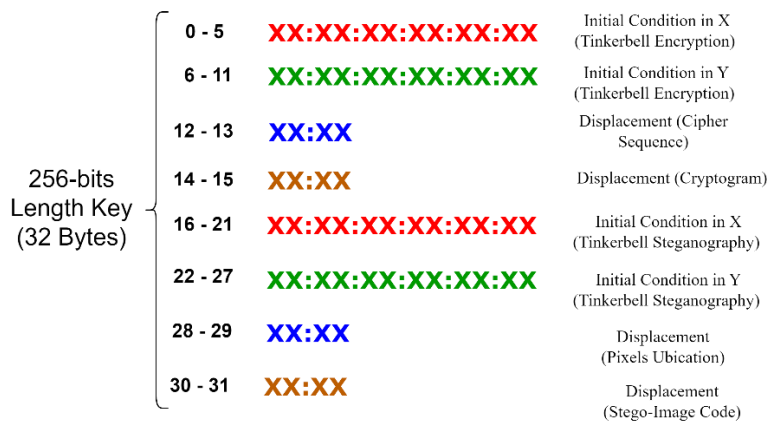 0 - 5 XX:XX:XX:XX:XX:XX Initial Condition in X
(Tinkerbell Encryption)
6 - 11 XX:XX:XX:XX:XX:XX Initial Condition in Y
(Tinkerbell Encryption)
12 - 13 XX:XX Displacement (Cipher
Sequence)
256-bits
Length Key
(32 Bytes)
14 - 15 XX:XX Displacement (Cryptogram)
16 - 21 XX:XX:XX:XX:XX:XX Initial Condition in X
(Tinkerbell Steganography)
22 - 27 XX:XX:XX:XX:XX:XX Initial Condition in Y
(Tinkerbell Steganography)
28 - 29 XX:XX Displacement
(Pixels Ubication)
30 - 31 XX:XX Displacement
(Stego-Image Code)